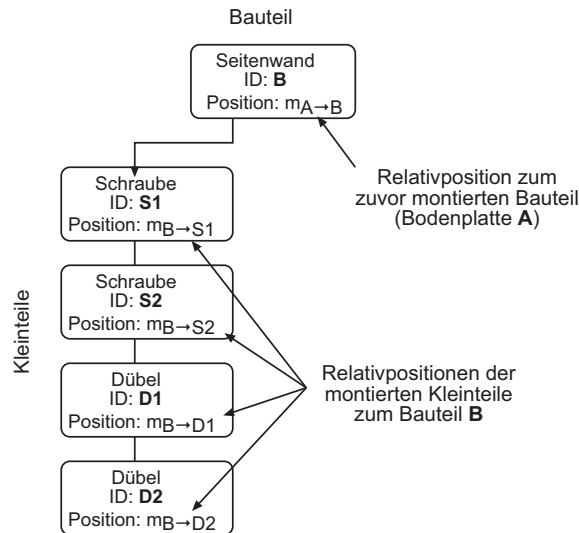 Bauteil
Seitenwand
ID: B
Position: mA→B
Relativposition zum
zuvor montierten Bauteil
(Bodenplatte A)
Kleinteile
Schraube
ID: S1
Position: mB→S1
Schraube
ID: S2
Position: mB→S2
Dübel
ID: D1
Position: mB→D1
Dübel
ID: D2
Position: mB→D2
Relativpositionen der
montierten Kleinteile
zum Bauteil B